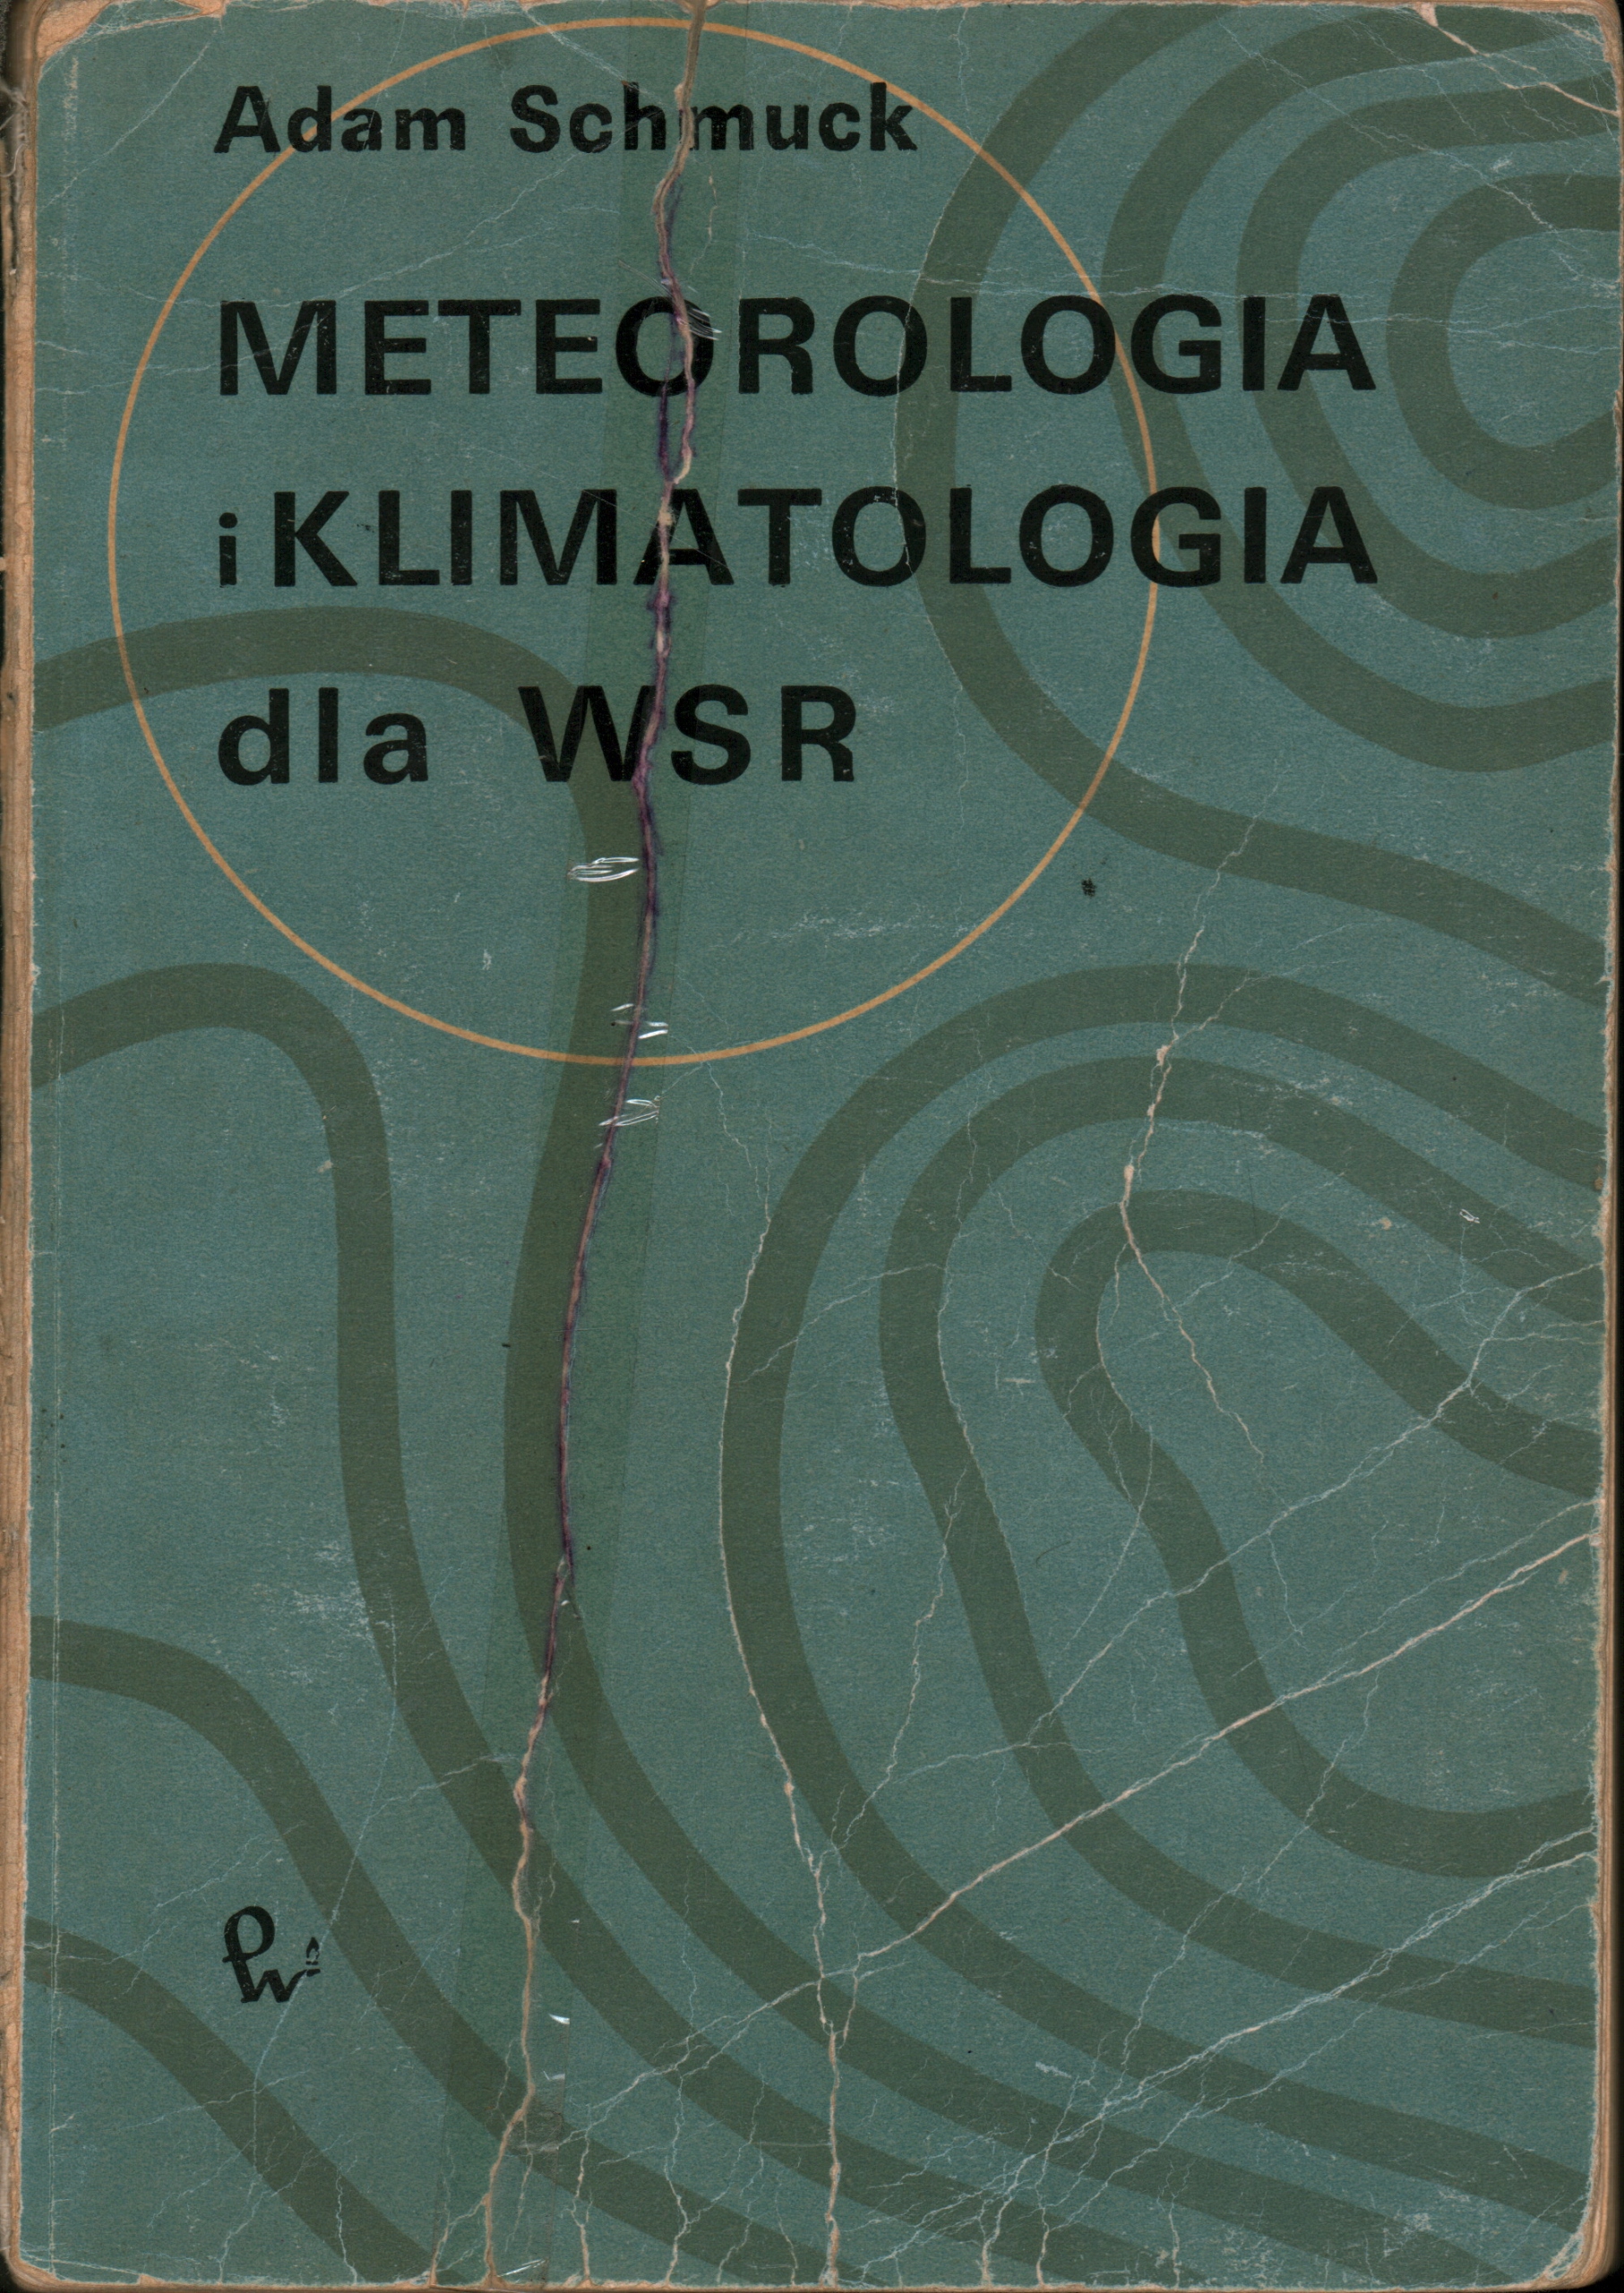 Adam Schmuck
METEOROLOGIA
i KLIMATOLOGIA
dla WSR